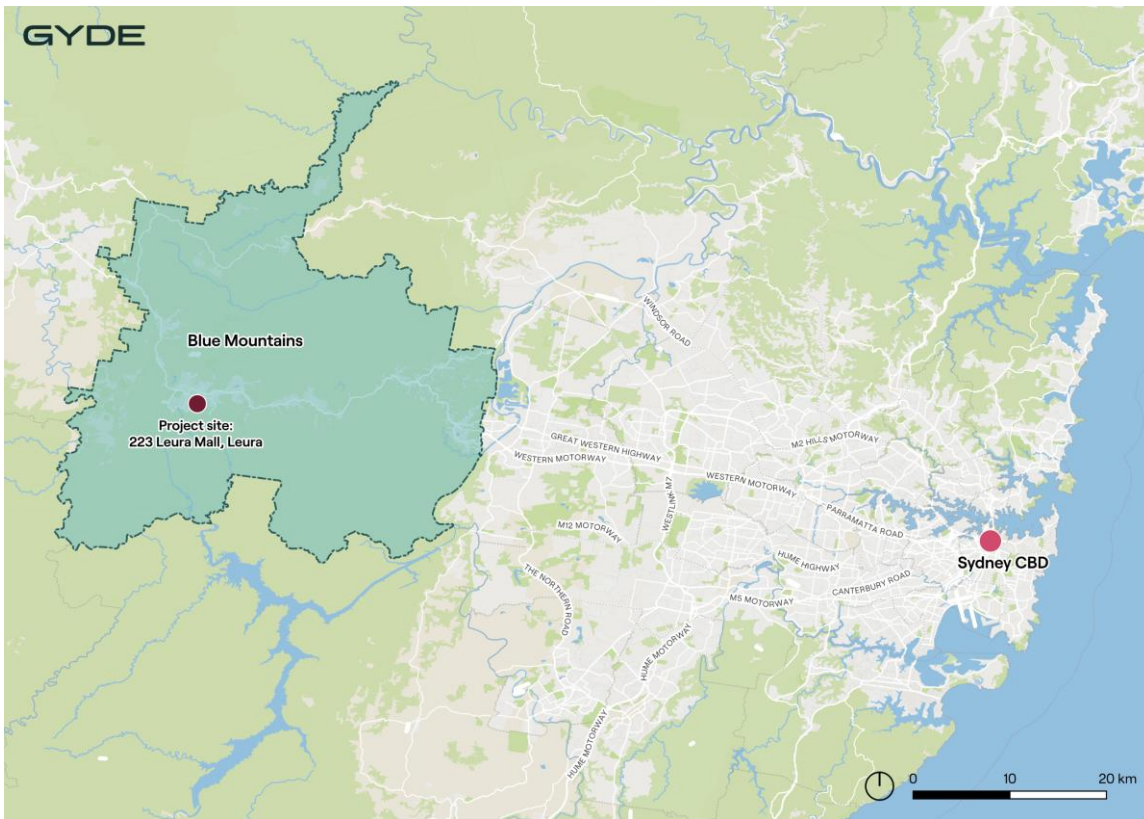 GYDE
Blue Mountains
Project site:
223 Leura Mall, Leura
WINDSOR ROAD
M2 HILLS MOTORWAY
GREAT WESTERN HIGHWAY
WESTERN MOTORWAY
WESTERN MOTORWAY
WESTLINK M7
PARRAMATTA ROAD
M12 MOTORWAY
Sydney CBD
HUME HIGHWAY
THE NORTHERN ROAD
CANTERBURY ROAD
M5 MOTORWAY
HUME MOTORWAY
HUME MOTORWAY
0 10 20 km